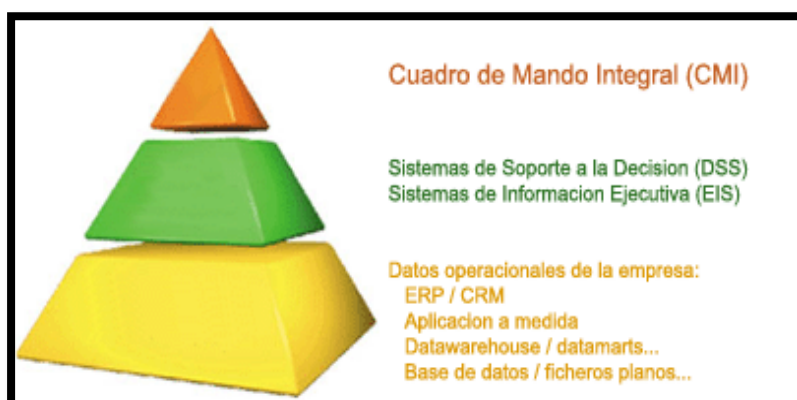 Cuadro de Mando Integral (CMI)
Sistemas de Soporte a la Decision (DSS)
Sistemas de Informacion Ejecutiva (EIS)
Datos operacionales de la empresa:
ERP / CRM
Aplicacion a medida
Datawarehouse / datamarts...
Base de datos / ficheros planos...